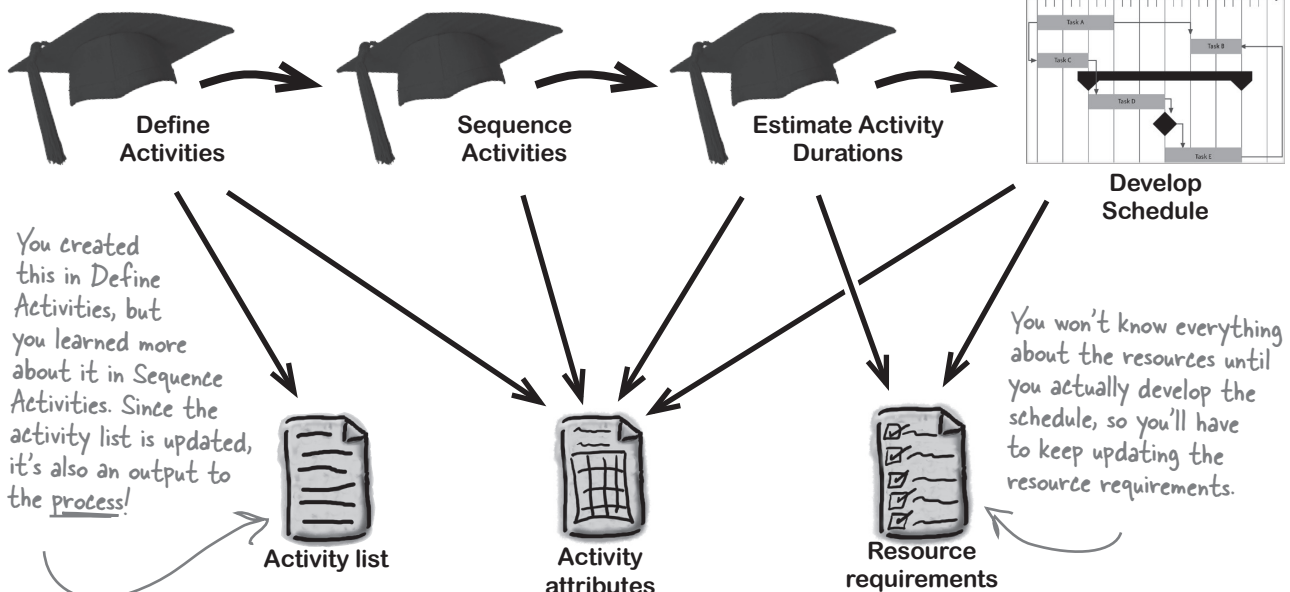 Task A
Task B
Task C
Task D
Task E
Define
Activities
Sequence
Activities
Estimate Activity
Durations
Develop
Schedule
You created
this in Define
Activities, but
you learned more
about it in Sequence
Activities. Since the
activity list is updated,
it's also an output to
the process!
You won't know everything
about the resources until
you actually develop the
schedule, so you'll have
to keep updating the
resource requirements.
Activity list
Activity
attributes
Resource
requirements